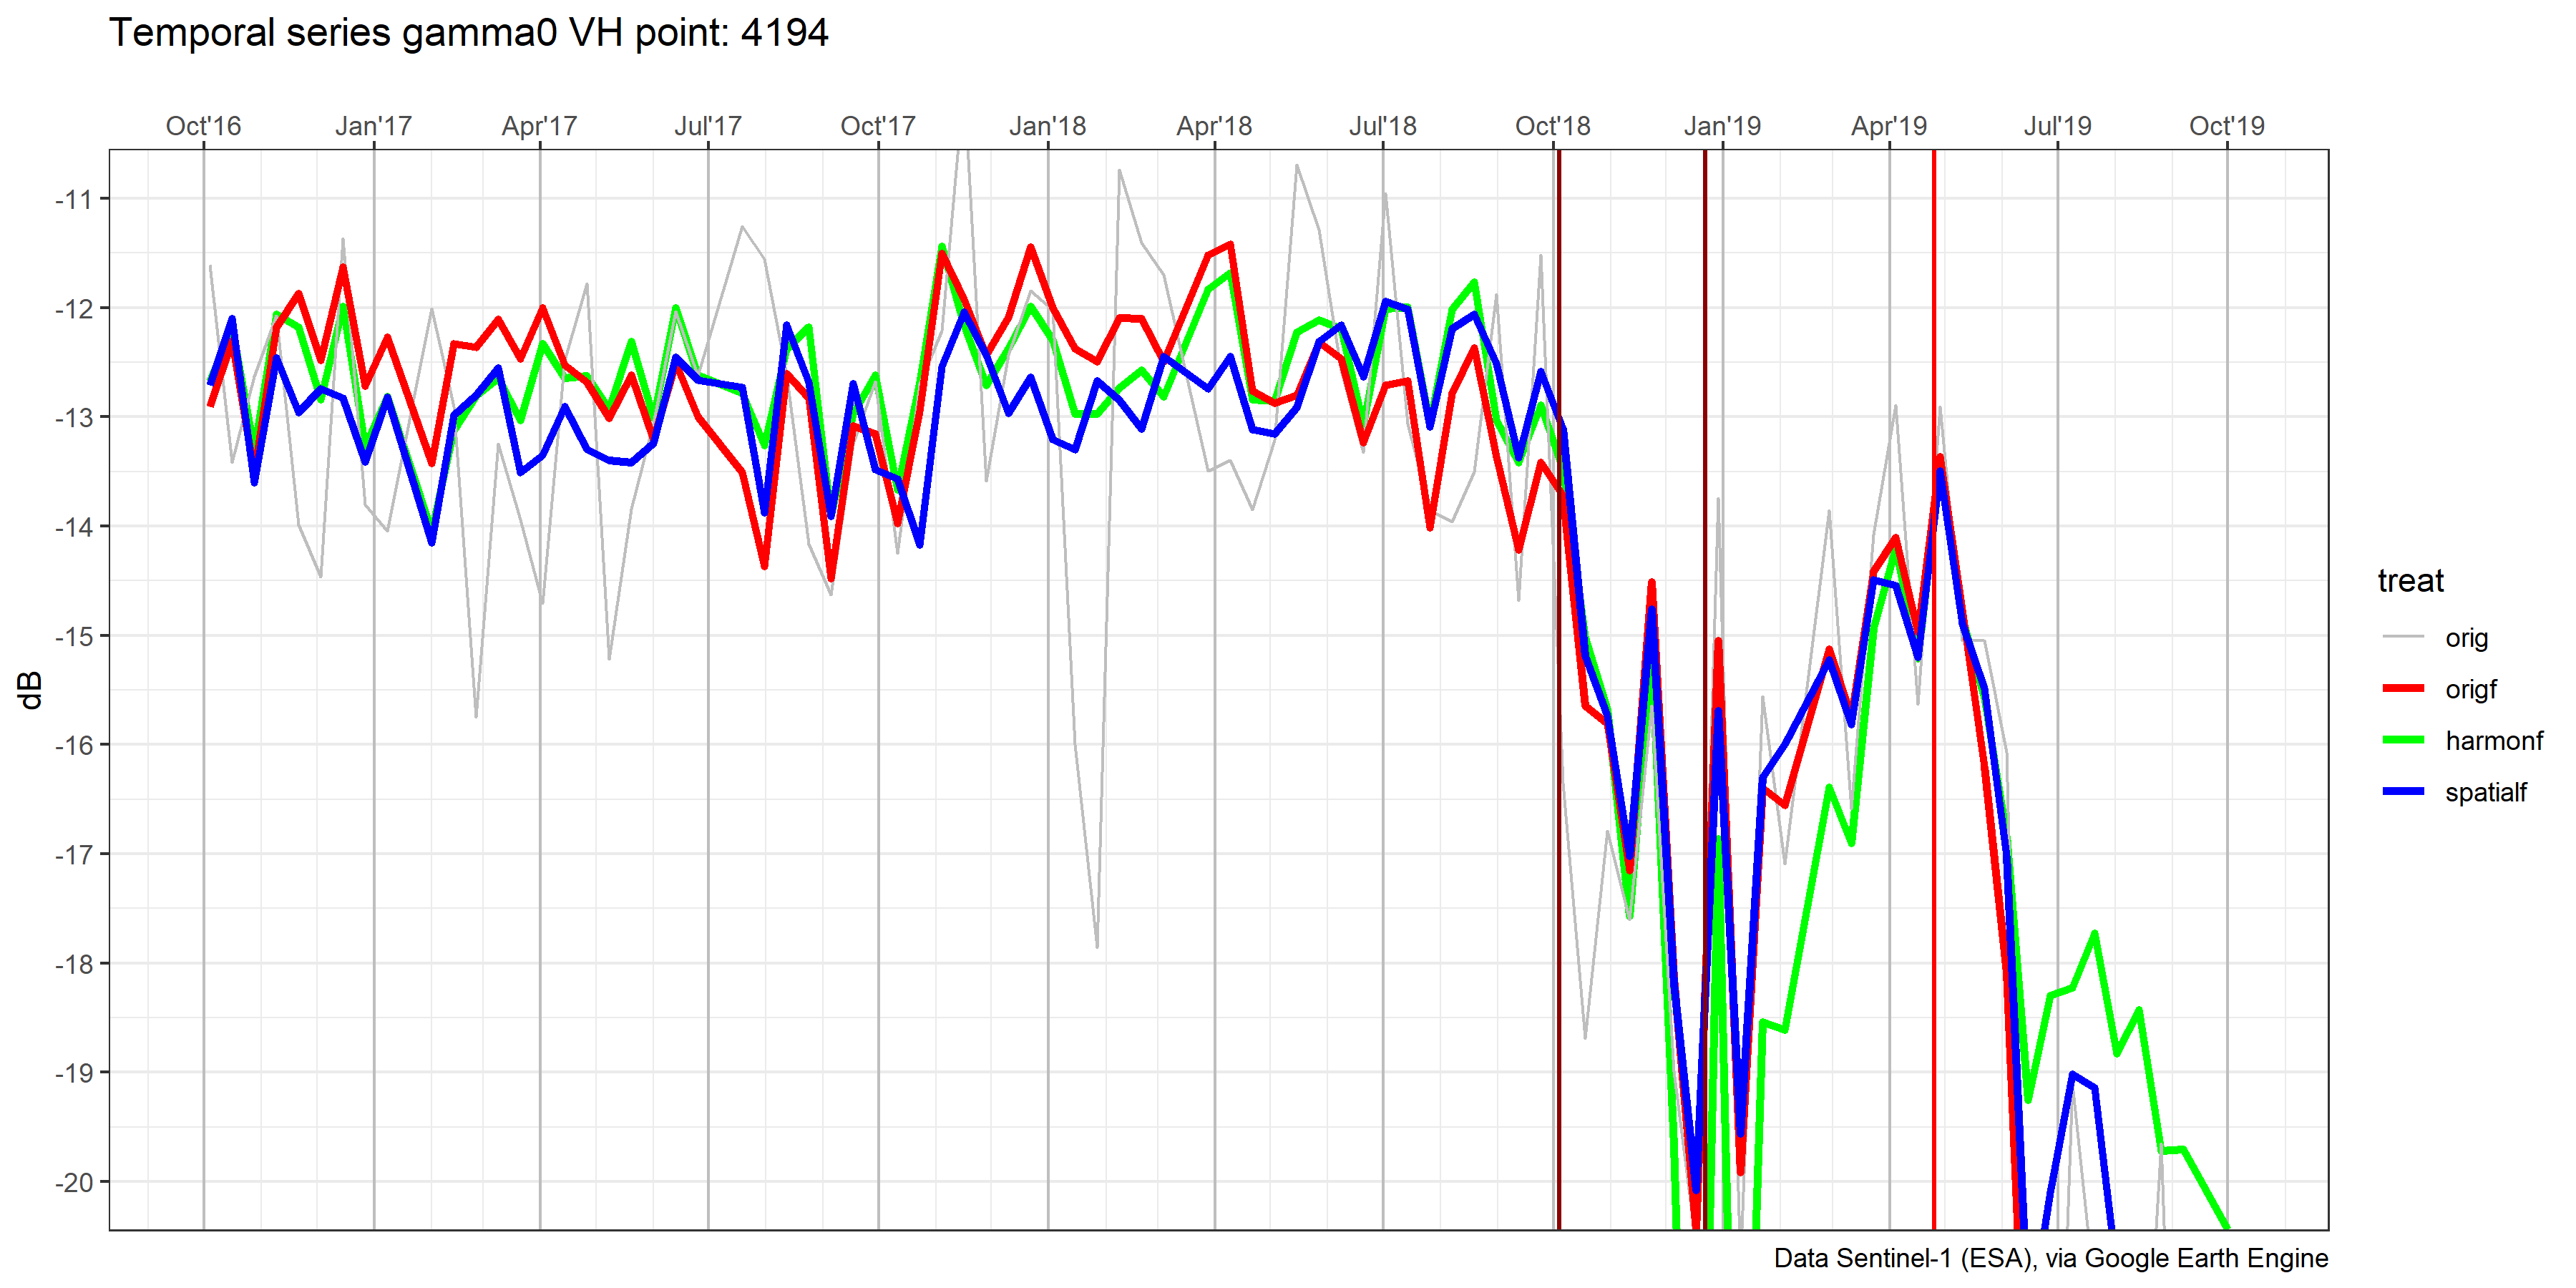 Temporal series gamma0 VH point: 4194
Oct'16 Jan'17 Apr'17 Jul'17 Oct'17 Jan'18 Apr'18 Jul'18 Oct'18 Jan'19 Apr'19 Jul'19 Oct'19
-11
-12
-13
-14
-15
-16
-17
-18
-19
-20
dB
treat
orig
origf
harmonf
spatialf
Data Sentinel-1 (ESA), via Google Earth Engine